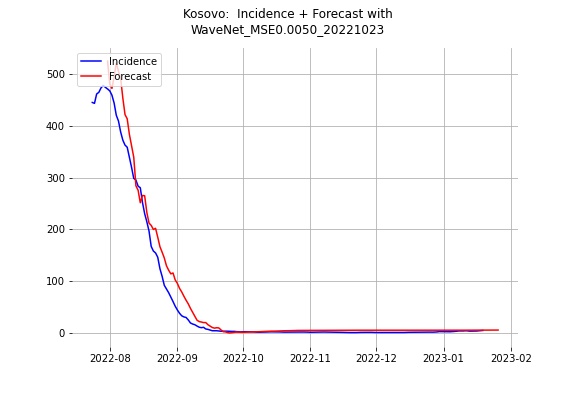 Kosovo:  Incidence + Forecast with
WaveNet_MSE0.0050_20221023
Incidence
Forecast
500
400
300
200
100
0
2022-08 2022-09 2022-10 2022-11 2022-12 2023-01 2023-02